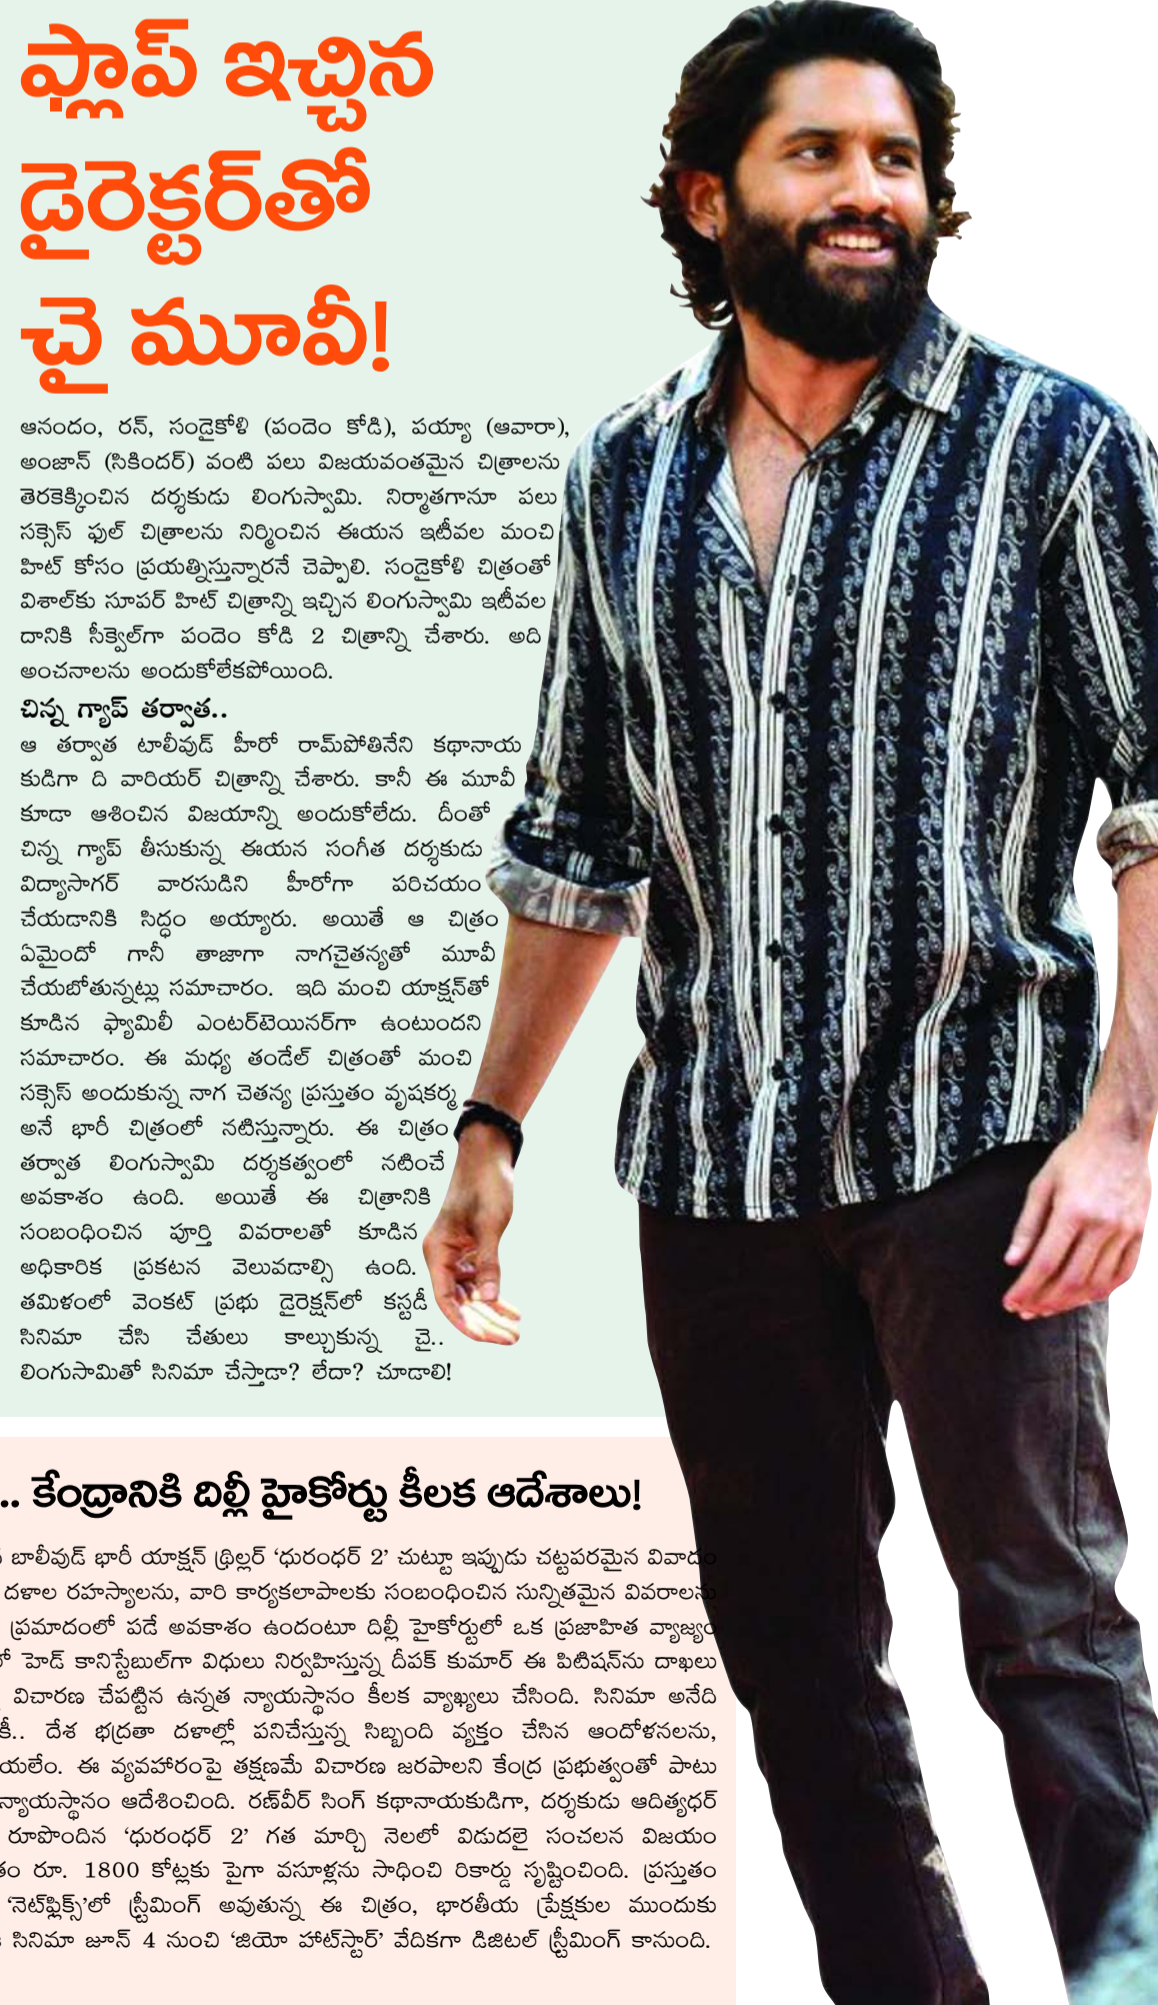 ఫ్లాప్ ఇచ్చిన
డైరెక్టర్‌తో
చై మూవీ!
ఆనందం, రన్, సండైకోళి (పందెం కోడి), పయ్యా (ఆవారా),
అంజాన్ (సికిందర్) వంటి పలు విజయవంతమైన చిత్రాలను
తెరకెక్కించిన దర్శకుడు లింగుస్వామి. నిర్మాతగానూ పలు
సక్సెస్ ఫుల్ చిత్రాలను నిర్మించిన ఈయన ఇటీవల మంచి
హిట్ కోసం ప్రయత్నిస్తున్నారనే చెప్పాలి. సండైకోళి చిత్రంతో
విశాల్‌కు సూపర్ హిట్ చిత్రాన్ని ఇచ్చిన లింగుస్వామి ఇటీవల
దానికి సీక్వెల్‌గా పందెం కోడి 2 చిత్రాన్ని చేశారు. అది
అంచనాలను అందుకోలేకపోయింది.
చిన్న గ్యాప్ తర్వాత..
ఆ తర్వాత టాలీవుడ్ హీరో రామ్‌పోతినేని కథానాయ
కుడిగా ది వారియర్ చిత్రాన్ని చేశారు. కానీ ఈ మూవీ
కూడా ఆశించిన విజయాన్ని అందుకోలేదు. దీంతో
చిన్న గ్యాప్ తీసుకున్న ఈయన సంగీత దర్శకుడు
విద్యాసాగర్ వారసుడిని హీరోగా పరిచయం
చేయడానికి సిద్ధం అయ్యారు. అయితే ఆ చిత్రం
ఏమైందో గానీ తాజాగా నాగచైతన్యతో మూవీ
చేయబోతున్నట్లు సమాచారం. ఇది మంచి యాక్షన్‌తో
కూడిన ఫ్యామిలీ ఎంటర్‌టెయినర్‌గా ఉంటుందని
సమాచారం. ఈ మధ్య తండేల్ చిత్రంతో మంచి
సక్సెస్ అందుకున్న నాగ చెతన్య ప్రస్తుతం వృషకర్మ
అనే భారీ చిత్రంలో నటిస్తున్నారు. ఈ చిత్రం
తర్వాత లింగుస్వామి దర్శకత్వంలో నటించే
అవకాశం ఉంది. అయితే ఈ చిత్రానికి
సంబంధించిన పూర్తి వివరాలతో కూడిన
అధికారిక ప్రకటన వెలువడాల్సి ఉంది.
తమిళంలో వెంకట్ ప్రభు డైరెక్షన్‌లో కస్టడీ
సినిమా చేసి చేతులు కాల్చుకున్న చై..
లింగుసామితో సినిమా చేస్తాడా? లేదా? చూడాలి!
.. కేంద్రానికి దిల్లీ హైకోర్టు కీలక ఆదేశాలు!
బాలీవుడ్ భారీ యాక్షన్ థ్రిల్లర్ ‘ధురంధర్ 2’ చుట్టూ ఇప్పుడు చట్టపరమైన వివాదం
దళాల రహస్యాలను, వారి కార్యకలాపాలకు సంబంధించిన సున్నితమైన వివరాలను
ప్రమాదంలో పడే అవకాశం ఉందంటూ దిల్లీ హైకోర్టులో ఒక ప్రజాహిత వ్యాజ్యం
హెడ్ కానిస్టేబుల్‌గా విధులు నిర్వహిస్తున్న దీపక్ కుమార్ ఈ పిటిషన్‌ను దాఖలు
విచారణ చేపట్టిన ఉన్నత న్యాయస్థానం కీలక వ్యాఖ్యలు చేసింది. సినిమా అనేది
దేశ భద్రతా దళాల్లో పనిచేస్తున్న సిబ్బంది వ్యక్తం చేసిన ఆందోళనలను,
యలేం. ఈ వ్యవహారంపై తక్షణమే విచారణ జరపాలని కేంద్ర ప్రభుత్వంతో పాటు
న్యాయస్థానం ఆదేశించింది. రణ్‌వీర్ సింగ్ కథానాయకుడిగా, దర్శకుడు ఆదిత్యధర్
రూపొందిన ‘ధురంధర్ 2’ గత మార్చి నెలలో విడుదలై సంచలన విజయం
రూ. 1800 కోట్లకు పైగా వసూళ్లను సాధించి రికార్డు సృష్టించింది. ప్రస్తుతం
‘నెట్‌ఫ్లిక్స్’లో స్ట్రీమింగ్ అవుతున్న ఈ చిత్రం, భారతీయ ప్రేక్షకుల ముందుకు
సినిమా జూన్ 4 నుంచి ‘జియో హాట్‌స్టార్’ వేదికగా డిజిటల్ స్ట్రీమింగ్ కానుంది.